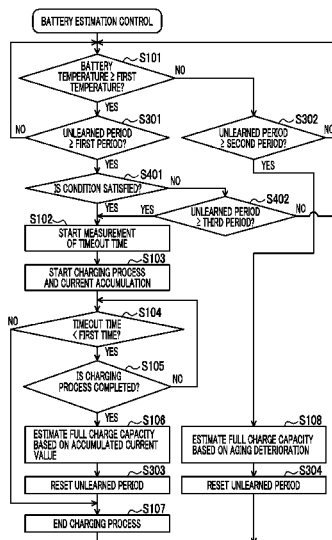 BATTERY ESTIMATION CONTROL
S101
BATTERY
TEMPERATURE ≥ FIRST
TEMPERATURE?
NO
YES
S301
UNLEARNED PERIOD
≥ FIRST PERIOD?
NO
YES
S302
UNLEARNED PERIOD
≥ SECOND PERIOD?
NO
YES
S401
IS CONDITION SATISFIED?
NO
YES
S402
UNLEARNED PERIOD
≥ THIRD PERIOD?
YES
NO
S102
START MEASUREMENT
OF TIMEOUT TIME
S103
START CHARGING PROCESS
AND CURRENT ACCUMULATION
S104
TIMEOUT TIME
< FIRST TIME?
NO
YES
S105
IS CHARGING
PROCESS COMPLETED?
NO
YES
S106
ESTIMATE FULL CHARGE CAPACITY
BASED ON ACCUMULATED CURRENT
VALUE
S108
ESTIMATE FULL CHARGE CAPACITY
BASED ON AGING DETERIORATION
S303
RESET UNLEARNED PERIOD
S304
RESET UNLEARNED PERIOD
S107
END CHARGING PROCESS